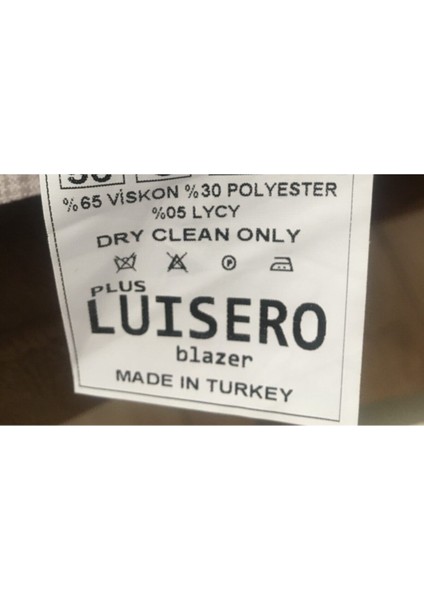 %65 VİSKON %30 POLYESTER
%05 LYCY
DRY CLEAN ONLY
P
PLUS
LUISERO
blazer
MADE IN TURKEY